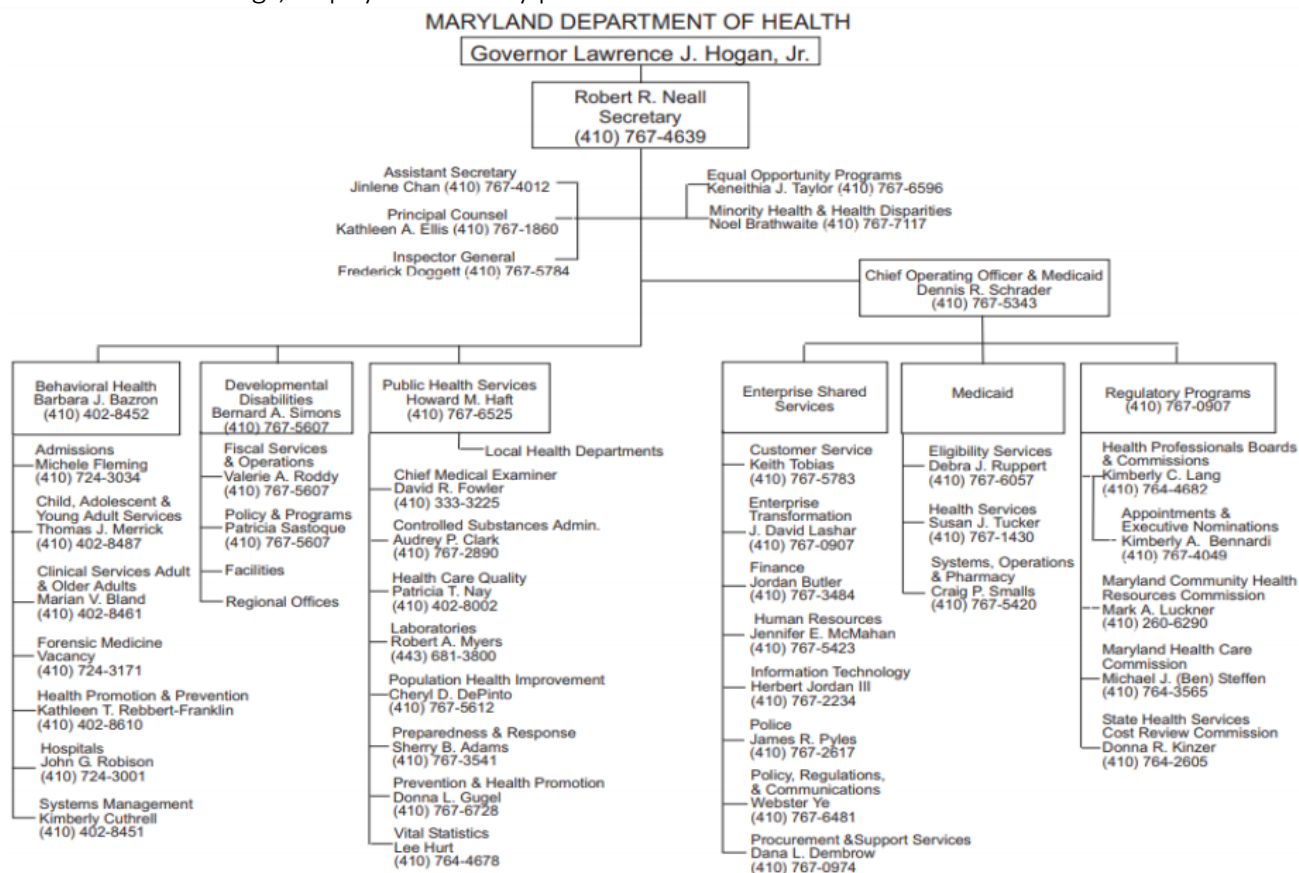 MARYLAND DEPARTMENT OF HEALTH
Governor Lawrence J. Hogan, Jr.
Robert R. Neall
Secretary
(410) 767-4639
Assistant Secretary
Jinlene Chan (410) 767-4012
Principal Counsel
Kathleen A. Ellis (410) 767-1860
Inspector General
Frederick Doggett (410) 767-5784
Equal Opportunity Programs
Keneithia J. Taylor (410) 767-6596
Minority Health & Health Disparities
Noel Brathwaite (410) 767-7117
Chief Operating Officer & Medicaid
Dennis R. Schrader
(410) 767-5343
Behavioral Health
Barbara J. Bazron
(410) 402-8452
Admissions
Michele Fleming
(410) 724-3034
Child, Adolescent &
Young Adult Services
Thomas J. Merrick
(410) 402-8487
Clinical Services Adult
& Older Adults
Marian V. Bland
(410) 402-8461
Forensic Medicine
Vacancy
(410) 724-3171
Health Promotion & Prevention
Kathleen T. Rebbert-Franklin
(410) 402-8610
Hospitals
John G. Robison
(410) 724-3001
Systems Management
Kimberly Cuthrell
(410) 402-8451
Developmental
Disabilities
Bernard A. Simons
(410) 767-5607
Fiscal Services
& Operations
Valerie A. Roddy
(410) 767-5607
Policy & Programs
Patricia Sastoque
(410) 767-5607
Facilities
Regional Offices
Public Health Services
Howard M. Haft
(410) 767-6525
Local Health Departments
Chief Medical Examiner
David R. Fowler
(410) 333-3225
Controlled Substances Admin.
Audrey P. Clark
(440) 767-2890
Health Care Quality
Patricia T. Nay
(410) 402-8002
Laboratories
Robert A. Myers
(443) 681-3800
Population Health Improvement
Cheryl D. DePinto
(410) 767-5612
Preparedness & Response
Sherry B. Adams
(410) 767-3541
Prevention & Health Promotion
Donna L. Gugel
(410) 767-6728
Vital Statistics
Lee Hurt
(410) 764-4678
Enterprise Shared
Services
Customer Service
Keith Tobias
(410) 767-5783
Enterprise
Transformation
J. David Lashar
(410) 767-0907
Finance
Jordan Butler
(410) 767-3484
Human Resources
Jennifer E. McMahan
(410) 767-5423
Information Technology
Herbert Jordan III
(410) 767-2234
Police
James R. Pyles
(410) 767-2617
Policy, Regulations,
& Communications
Webster Ye
(410) 767-6481
Procurement &Support Services
Dana L. Dembrow
(410) 767-0974
Medicaid
Eligibility Services
Debra J. Ruppert
(410) 767-6057
Health Services
Susan J. Tucker
(410) 767-1430
Systems, Operations
& Pharmacy
Craig P. Smalls
(410) 767-5420
Regulatory Programs
(410) 767-0907
Health Professionals Boards
& Commissions
Kimberly C. Lang
(410) 764-4682
Appointments &
Executive Nominations
Kimberly A. Bennardi
(410) 767-4049
Maryland Community Health
Resources Commission
Mark A. Luckner
(410) 260-6290
Maryland Health Care
Commission
Michael J. (Ben) Steffen
(410) 764-3565
State Health Services
Cost Review Commission
Donna R. Kinzer
(410) 764-2605